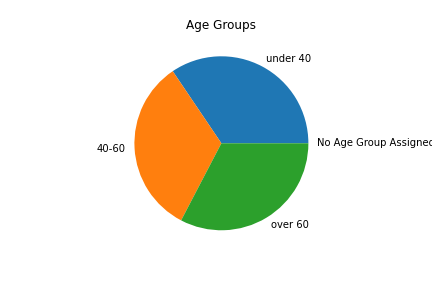 Age Groups
under 40
No Age Group Assigned
40-60
over 60